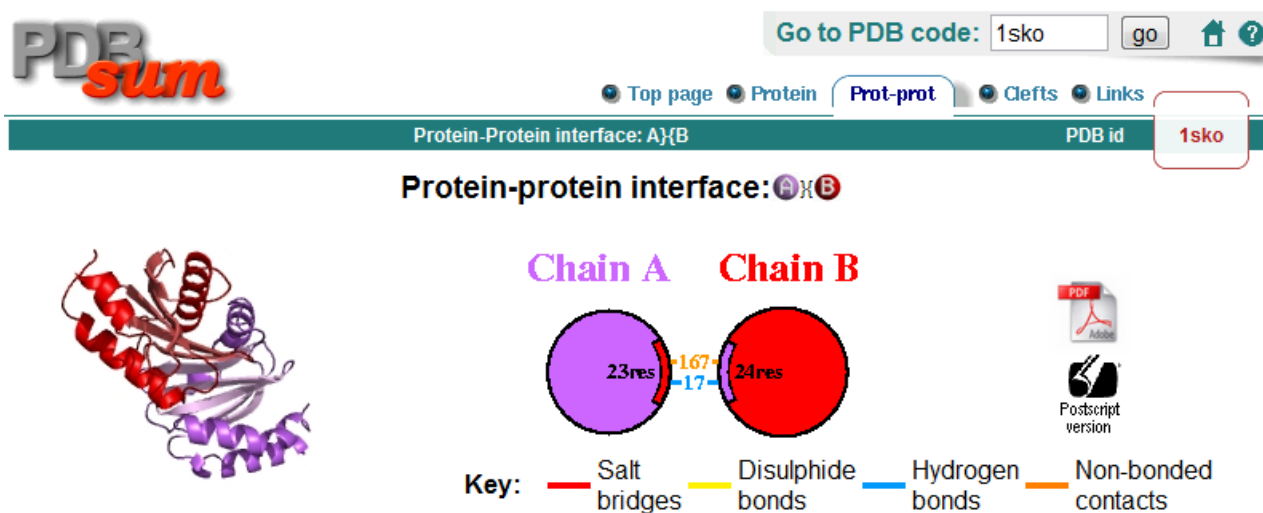 PDBsum
Go to PDB code: 1sko go ?
Top page Protein Prot-prot Clefts Links
Protein-Protein interface: A}{B PDB id 1sko
Protein-protein interface: A}{B
Chain A Chain B
23res 167 24res
17
PDF
Adobe
Postscript
version
Key: Salt bridges Disulphide bonds Hydrogen bonds Non-bonded contacts